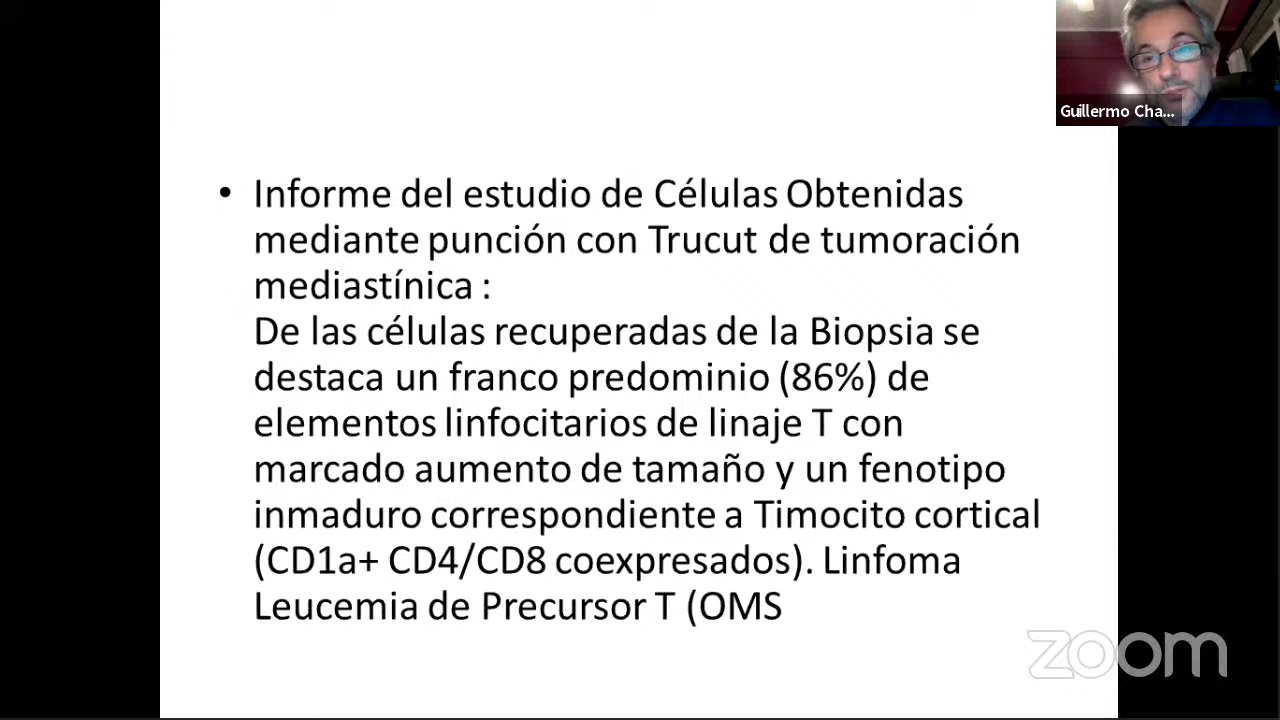 Guillermo Cha...
• Informe del estudio de Células Obtenidas
mediante punción con Trucut de tumoración
mediastínica :
De las células recuperadas de la Biopsia se
destaca un franco predominio (86%) de
elementos linfocitarios de linaje T con
marcado aumento de tamaño y un fenotipo
inmaduro correspondiente a Timocito cortical
(CD1a+ CD4/CD8 coexpresados). Linfoma
Leucemia de Precursor T (OMS
zoom